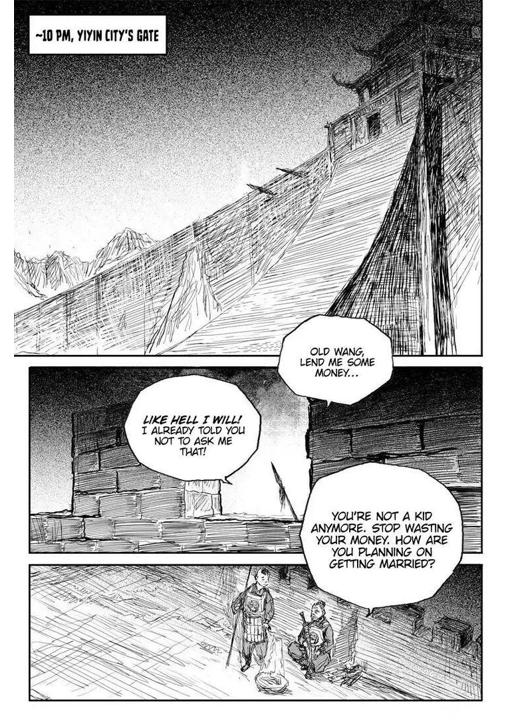 ~10 PM, YIYIN CITY'S GATE
OLD WANG,
LEND ME SOME
MONEY...
LIKE HELL I WILL!
I ALREADY TOLD YOU
NOT TO ASK ME
THAT!
YOU'RE NOT A KID
ANYMORE. STOP WASTING
YOUR MONEY. HOW ARE
YOU PLANNING ON
GETTING MARRIED?